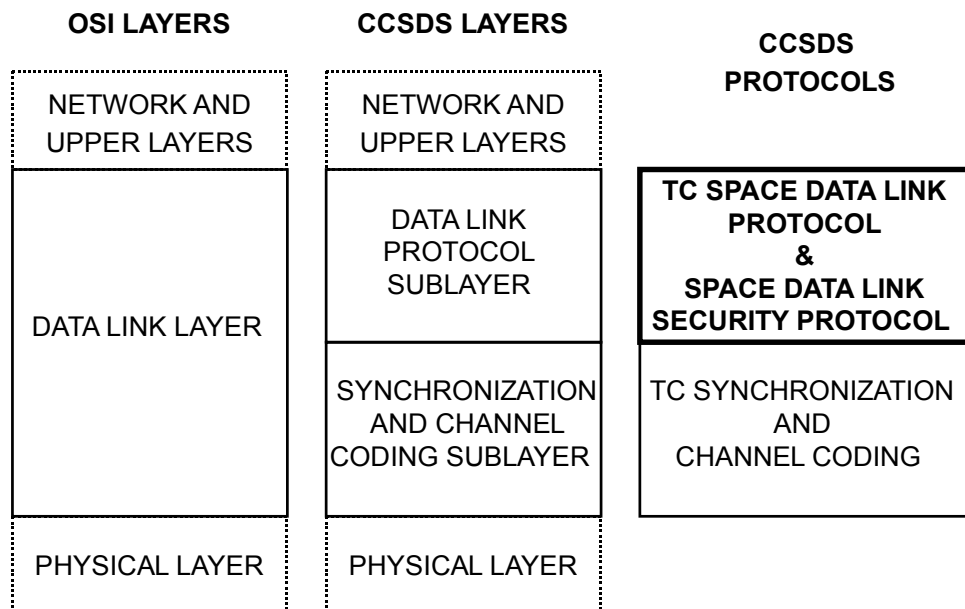 OSI LAYERS
CCSDS LAYERS
CCSDS
PROTOCOLS
NETWORK AND
UPPER LAYERS
NETWORK AND
UPPER LAYERS
DATA LINK LAYER
DATA LINK
PROTOCOL
SUBLAYER
TC SPACE DATA LINK
PROTOCOL
&
SPACE DATA LINK
SECURITY PROTOCOL
SYNCHRONIZATION
AND CHANNEL
CODING SUBLAYER
TC SYNCHRONIZATION
AND
CHANNEL CODING
PHYSICAL LAYER
PHYSICAL LAYER